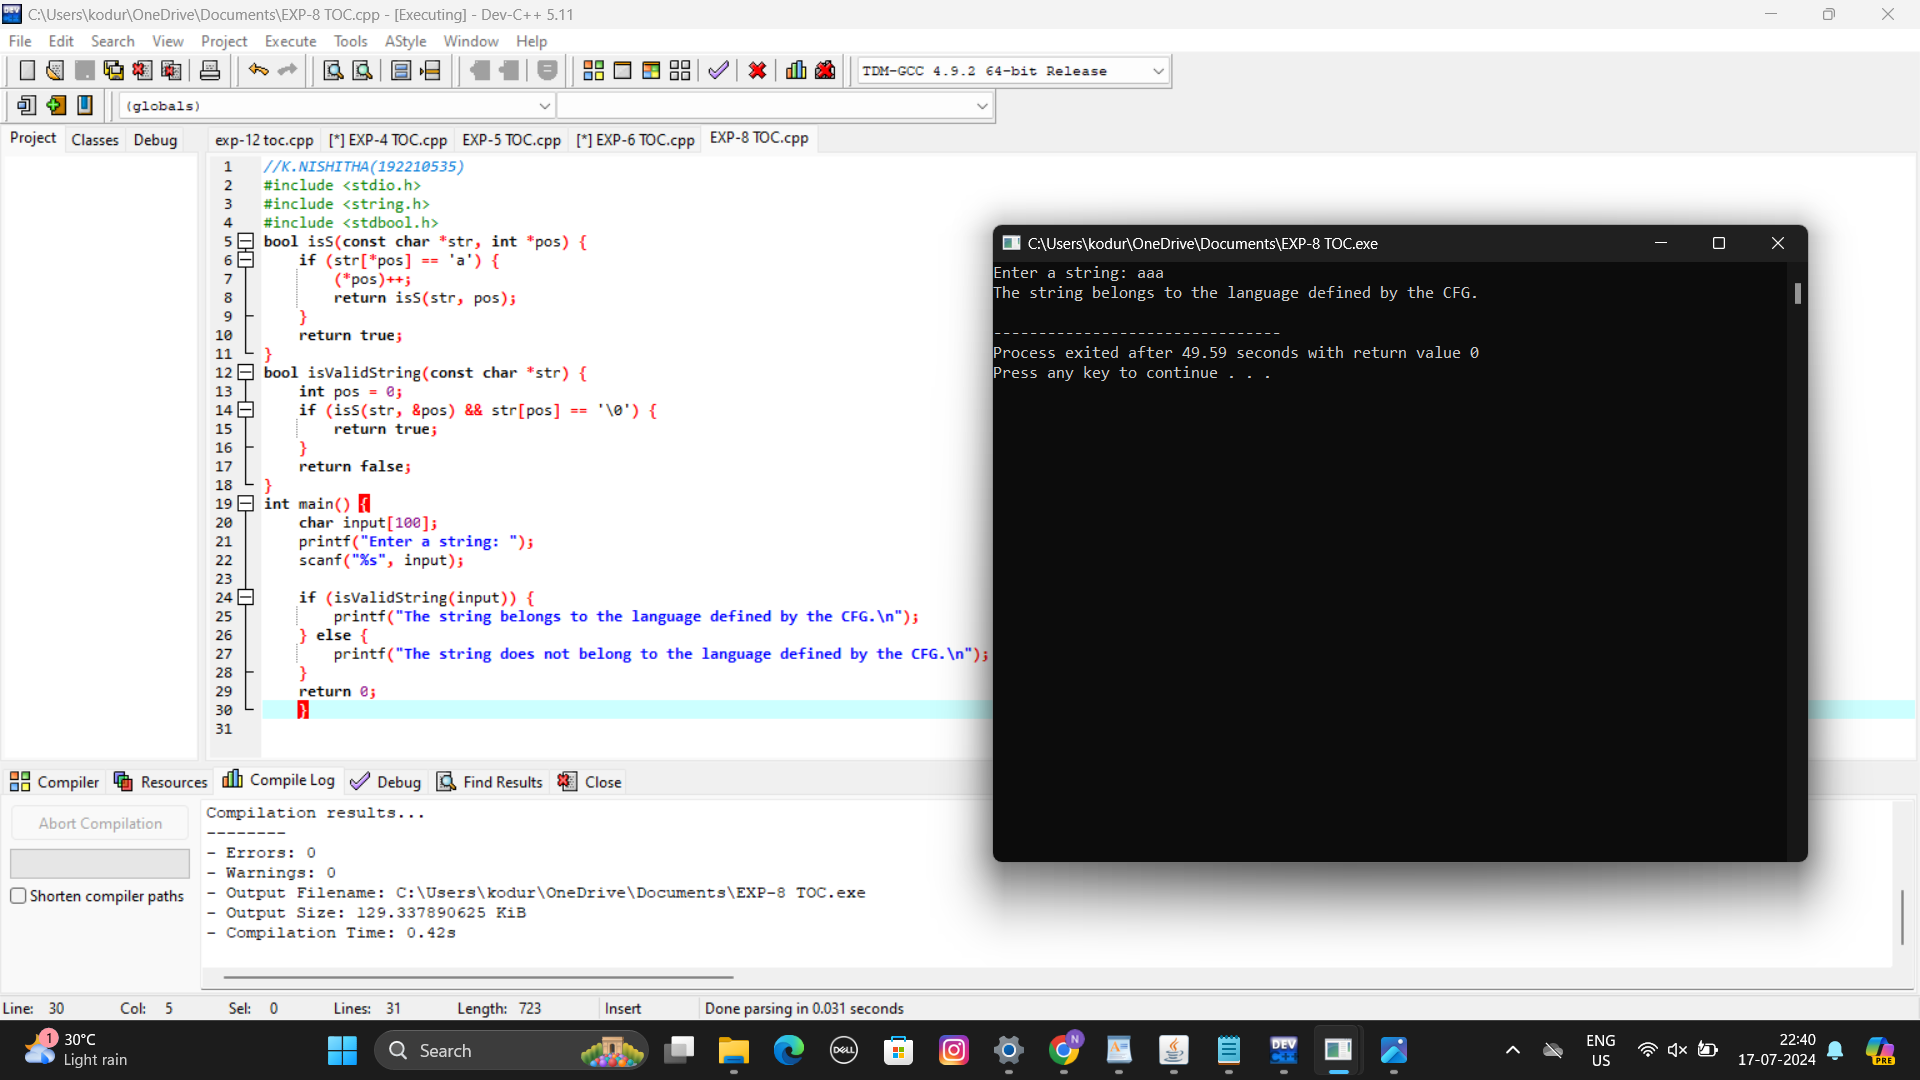 C:\Users\kodur\OneDrive\Documents\EXP-8 TOC.cpp - [Executing] - Dev-C++ 5.11
File Edit Search View Project Execute Tools AStyle Window Help
TDM-GCC 4.9.2 64-bit Release
(globals)
Project Classes Debug
exp-12 toc.cpp [*] EXP-4 TOC.cpp EXP-5 TOC.cpp [*] EXP-6 TOC.cpp EXP-8 TOC.cpp
1 //K.NISHITHA(192210535)
2 #include <stdio.h>
3 #include <string.h>
4 #include <stdbool.h>
5 bool isS(const char *str, int *pos) {
6 if (str[*pos] == 'a') {
7 (*pos)++;
8 return isS(str, pos);
9 }
10 return true;
11 }
12 bool isValidString(const char *str) {
13 int pos = 0;
14 if (isS(str, &pos) && str[pos] == '\0') {
15 return true;
16 }
17 return false;
18 }
19 int main() {
20 char input[100];
21 printf("Enter a string: ");
22 scanf("%s", input);
23
24 if (isValidString(input)) {
25 printf("The string belongs to the language defined by the CFG.\n");
26 } else {
27 printf("The string does not belong to the language defined by the CFG.\n");
28 }
29 return 0;
30 }
31
C:\Users\kodur\OneDrive\Documents\EXP-8 TOC.exe
Enter a string: aaa
The string belongs to the language defined by the CFG.
--------------------------------
Process exited after 49.59 seconds with return value 0
Press any key to continue . . .
Compiler Resources Compile Log Debug Find Results Close
Abort Compilation
Shorten compiler paths
Compilation results...
--------
- Errors: 0
- Warnings: 0
- Output Filename: C:\Users\kodur\OneDrive\Documents\EXP-8 TOC.exe
- Output Size: 129.337890625 KiB
- Compilation Time: 0.42s
Line: 30 Col: 5 Sel: 0 Lines: 31 Length: 723 Insert Done parsing in 0.031 seconds
1
30°C
Light rain
Search
DELL
N
DEV
ENG
US
22:40
17-07-2024
PRE